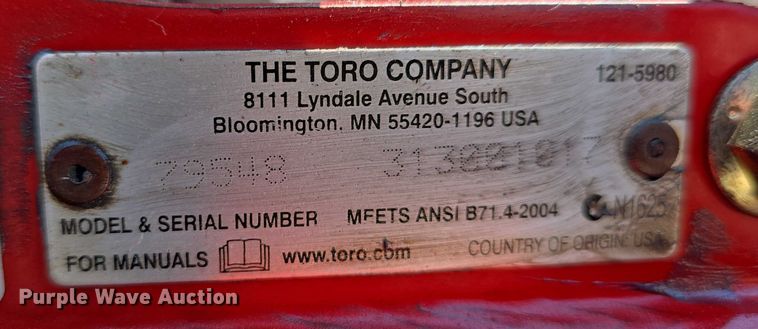 THE TORO COMPANY 121-5980
8111 Lyndale Avenue South
Bloomington, MN 55420-1196 USA
79548 313001017
MODEL & SERIAL NUMBER MEETS ANSI B71.4-2004 N1625
FOR MANUALS www.toro.com COUNTRY OF ORIGIN: USA
Purple Wave Auction